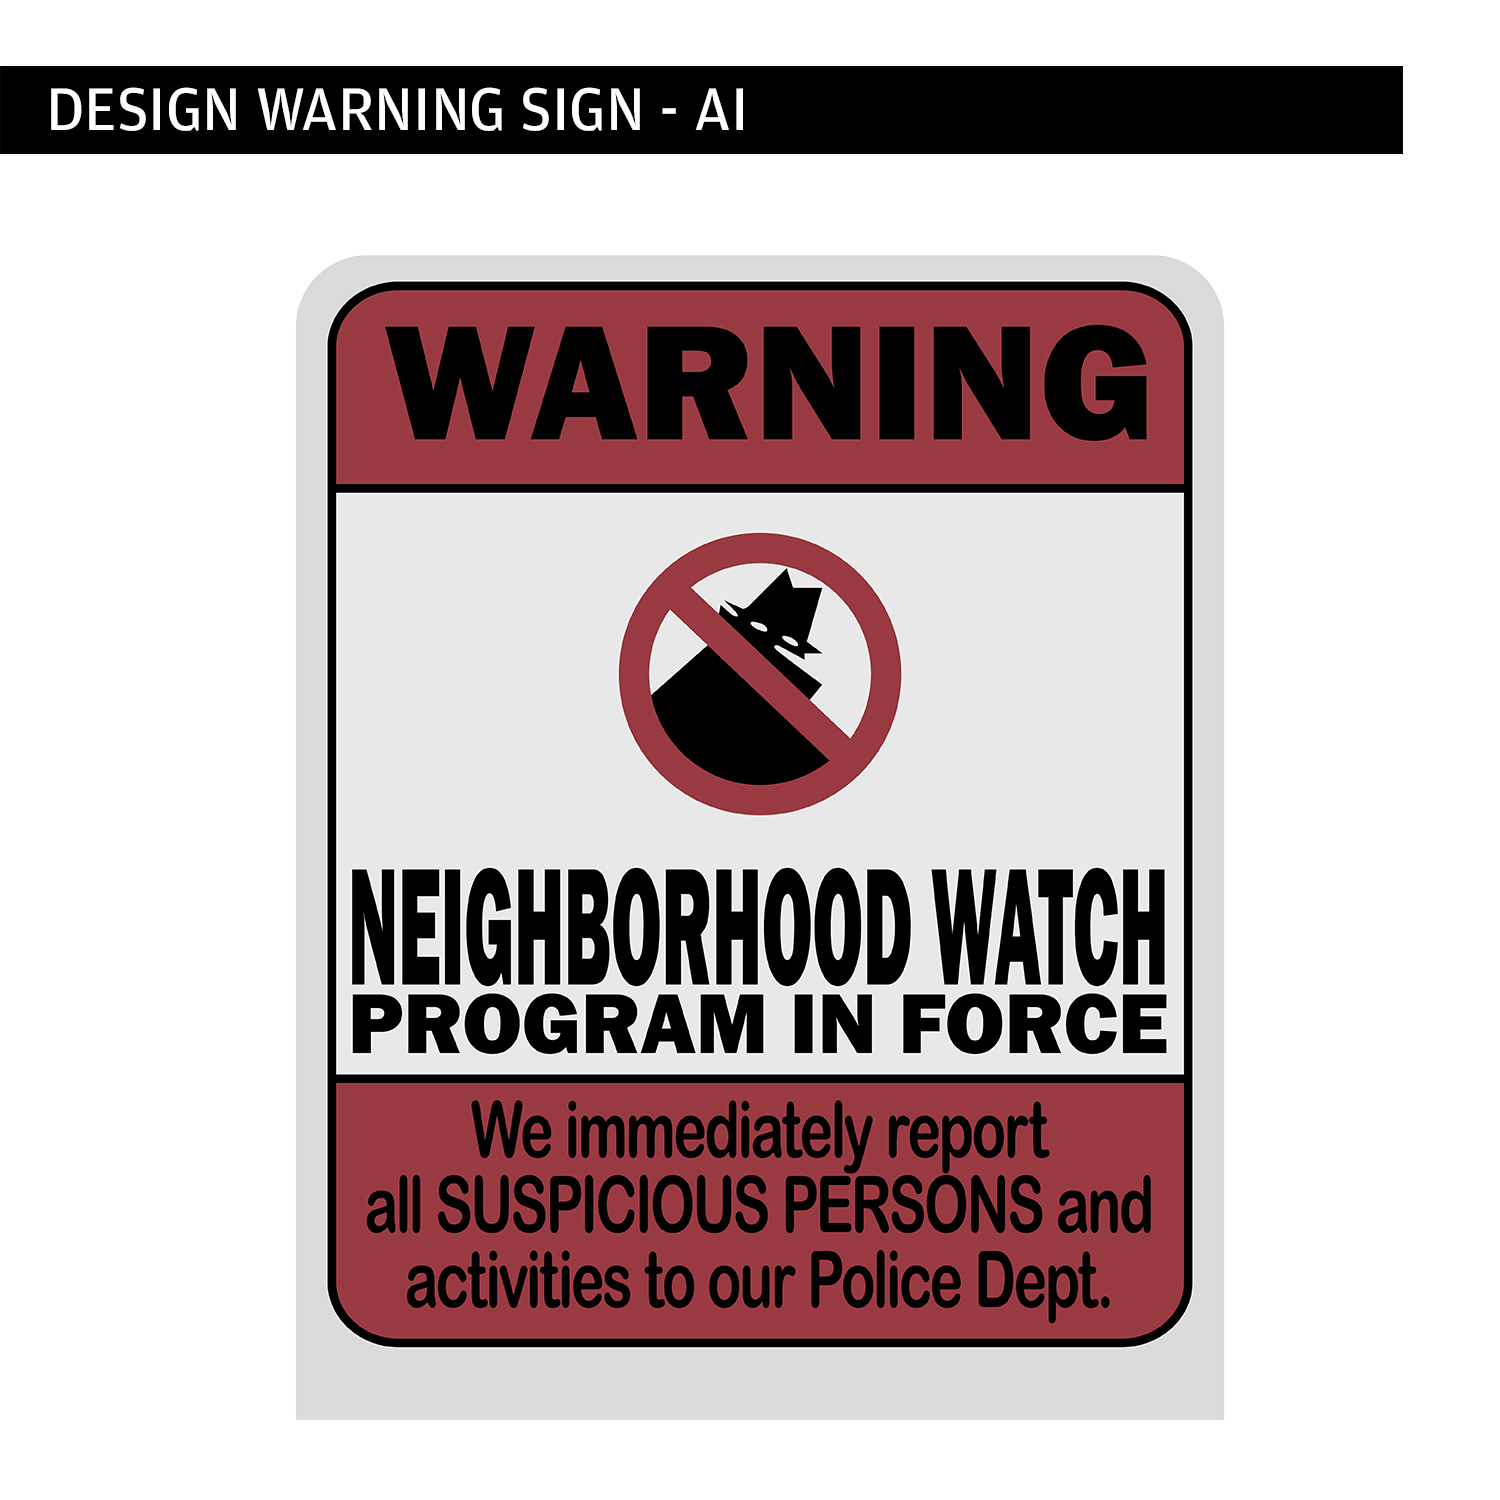 DESIGN WARNING SIGN - AI
WARNING
NEIGHBORHOOD WATCH
PROGRAM IN FORCE
We immediately report
all SUSPICIOUS PERSONS and
activities to our Police Dept.